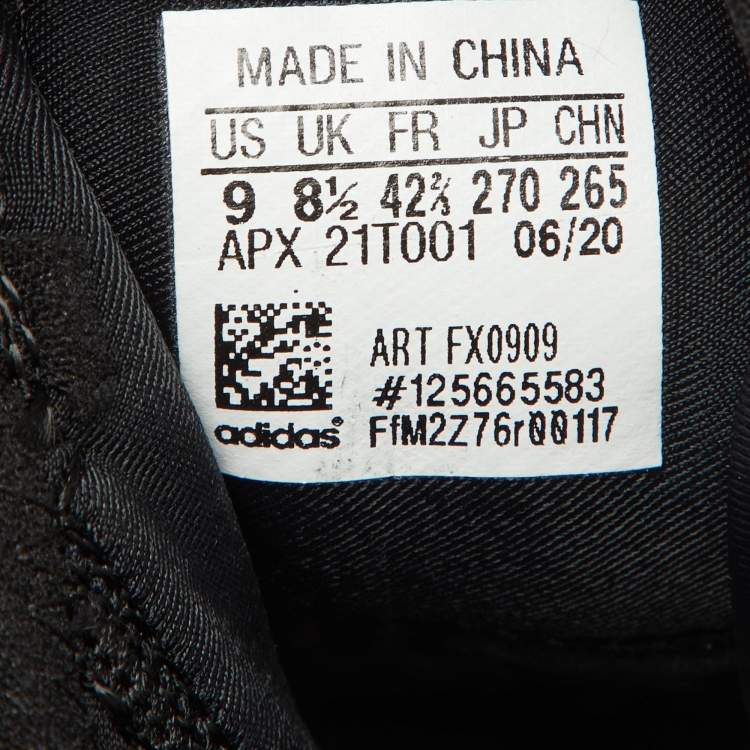 MADE IN CHINA
US UK FR JP CHN
9 8½ 42⅔ 270 265
APX 21T001 06/20
ART FX0909
#125665583
adidas® FfM2Z76r00117